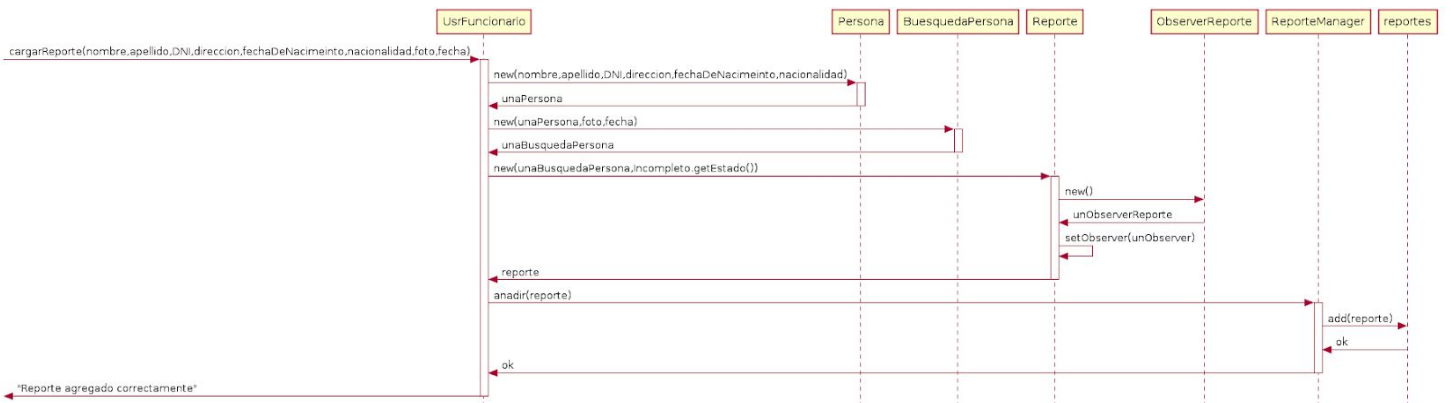 UsrFuncionario Persona BuesquedaPersona Reporte ObserverReporte ReporteManager reportes
cargarReporte(nombre,apellido,DNI,direccion,fechaDeNacimeinto,nacionalidad,foto,fecha)
new(nombre,apellido,DNI,direccion,fechaDeNacimeinto,nacionalidad)
unaPersona
new(unaPersona,foto,fecha)
unaBusquedaPersona
new(unaBusquedaPersona,Incompleto.getEstado())
new()
unObserverReporte
setObserver(unObserver)
reporte
anadir(reporte)
add(reporte)
ok
ok
"Reporte agregado correctamente"